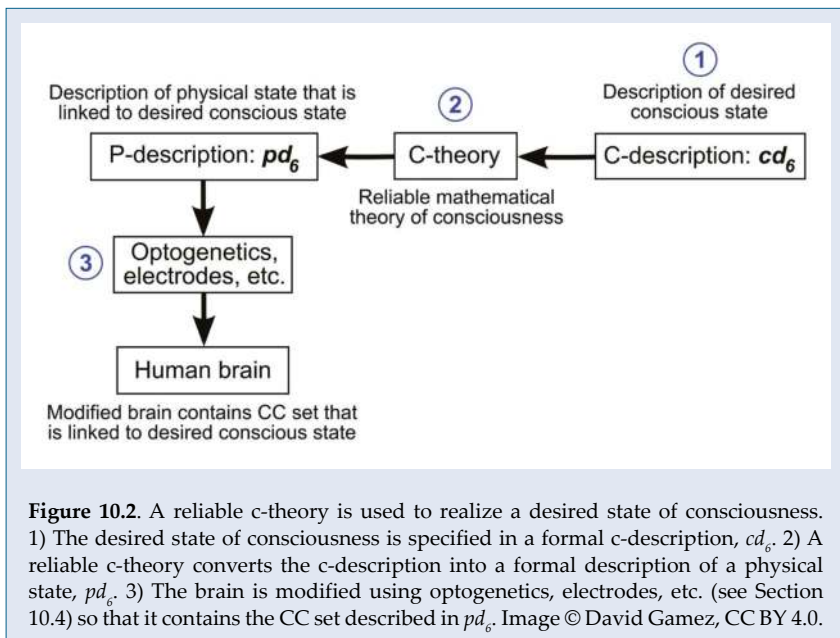 1
Description of desired
conscious state
C-description: cd6
2
C-theory
Reliable mathematical
theory of consciousness
Description of physical state that is
linked to desired conscious state
P-description: pd6
3
Optogenetics,
electrodes, etc.
Human brain
Modified brain contains CC set that
is linked to desired conscious state
Figure 10.2. A reliable c-theory is used to realize a desired state of consciousness.
1) The desired state of consciousness is specified in a formal c-description, cd6. 2) A
reliable c-theory converts the c-description into a formal description of a physical
state, pd6. 3) The brain is modified using optogenetics, electrodes, etc. (see Section
10.4) so that it contains the CC set described in pd6. Image © David Gamez, CC BY 4.0.